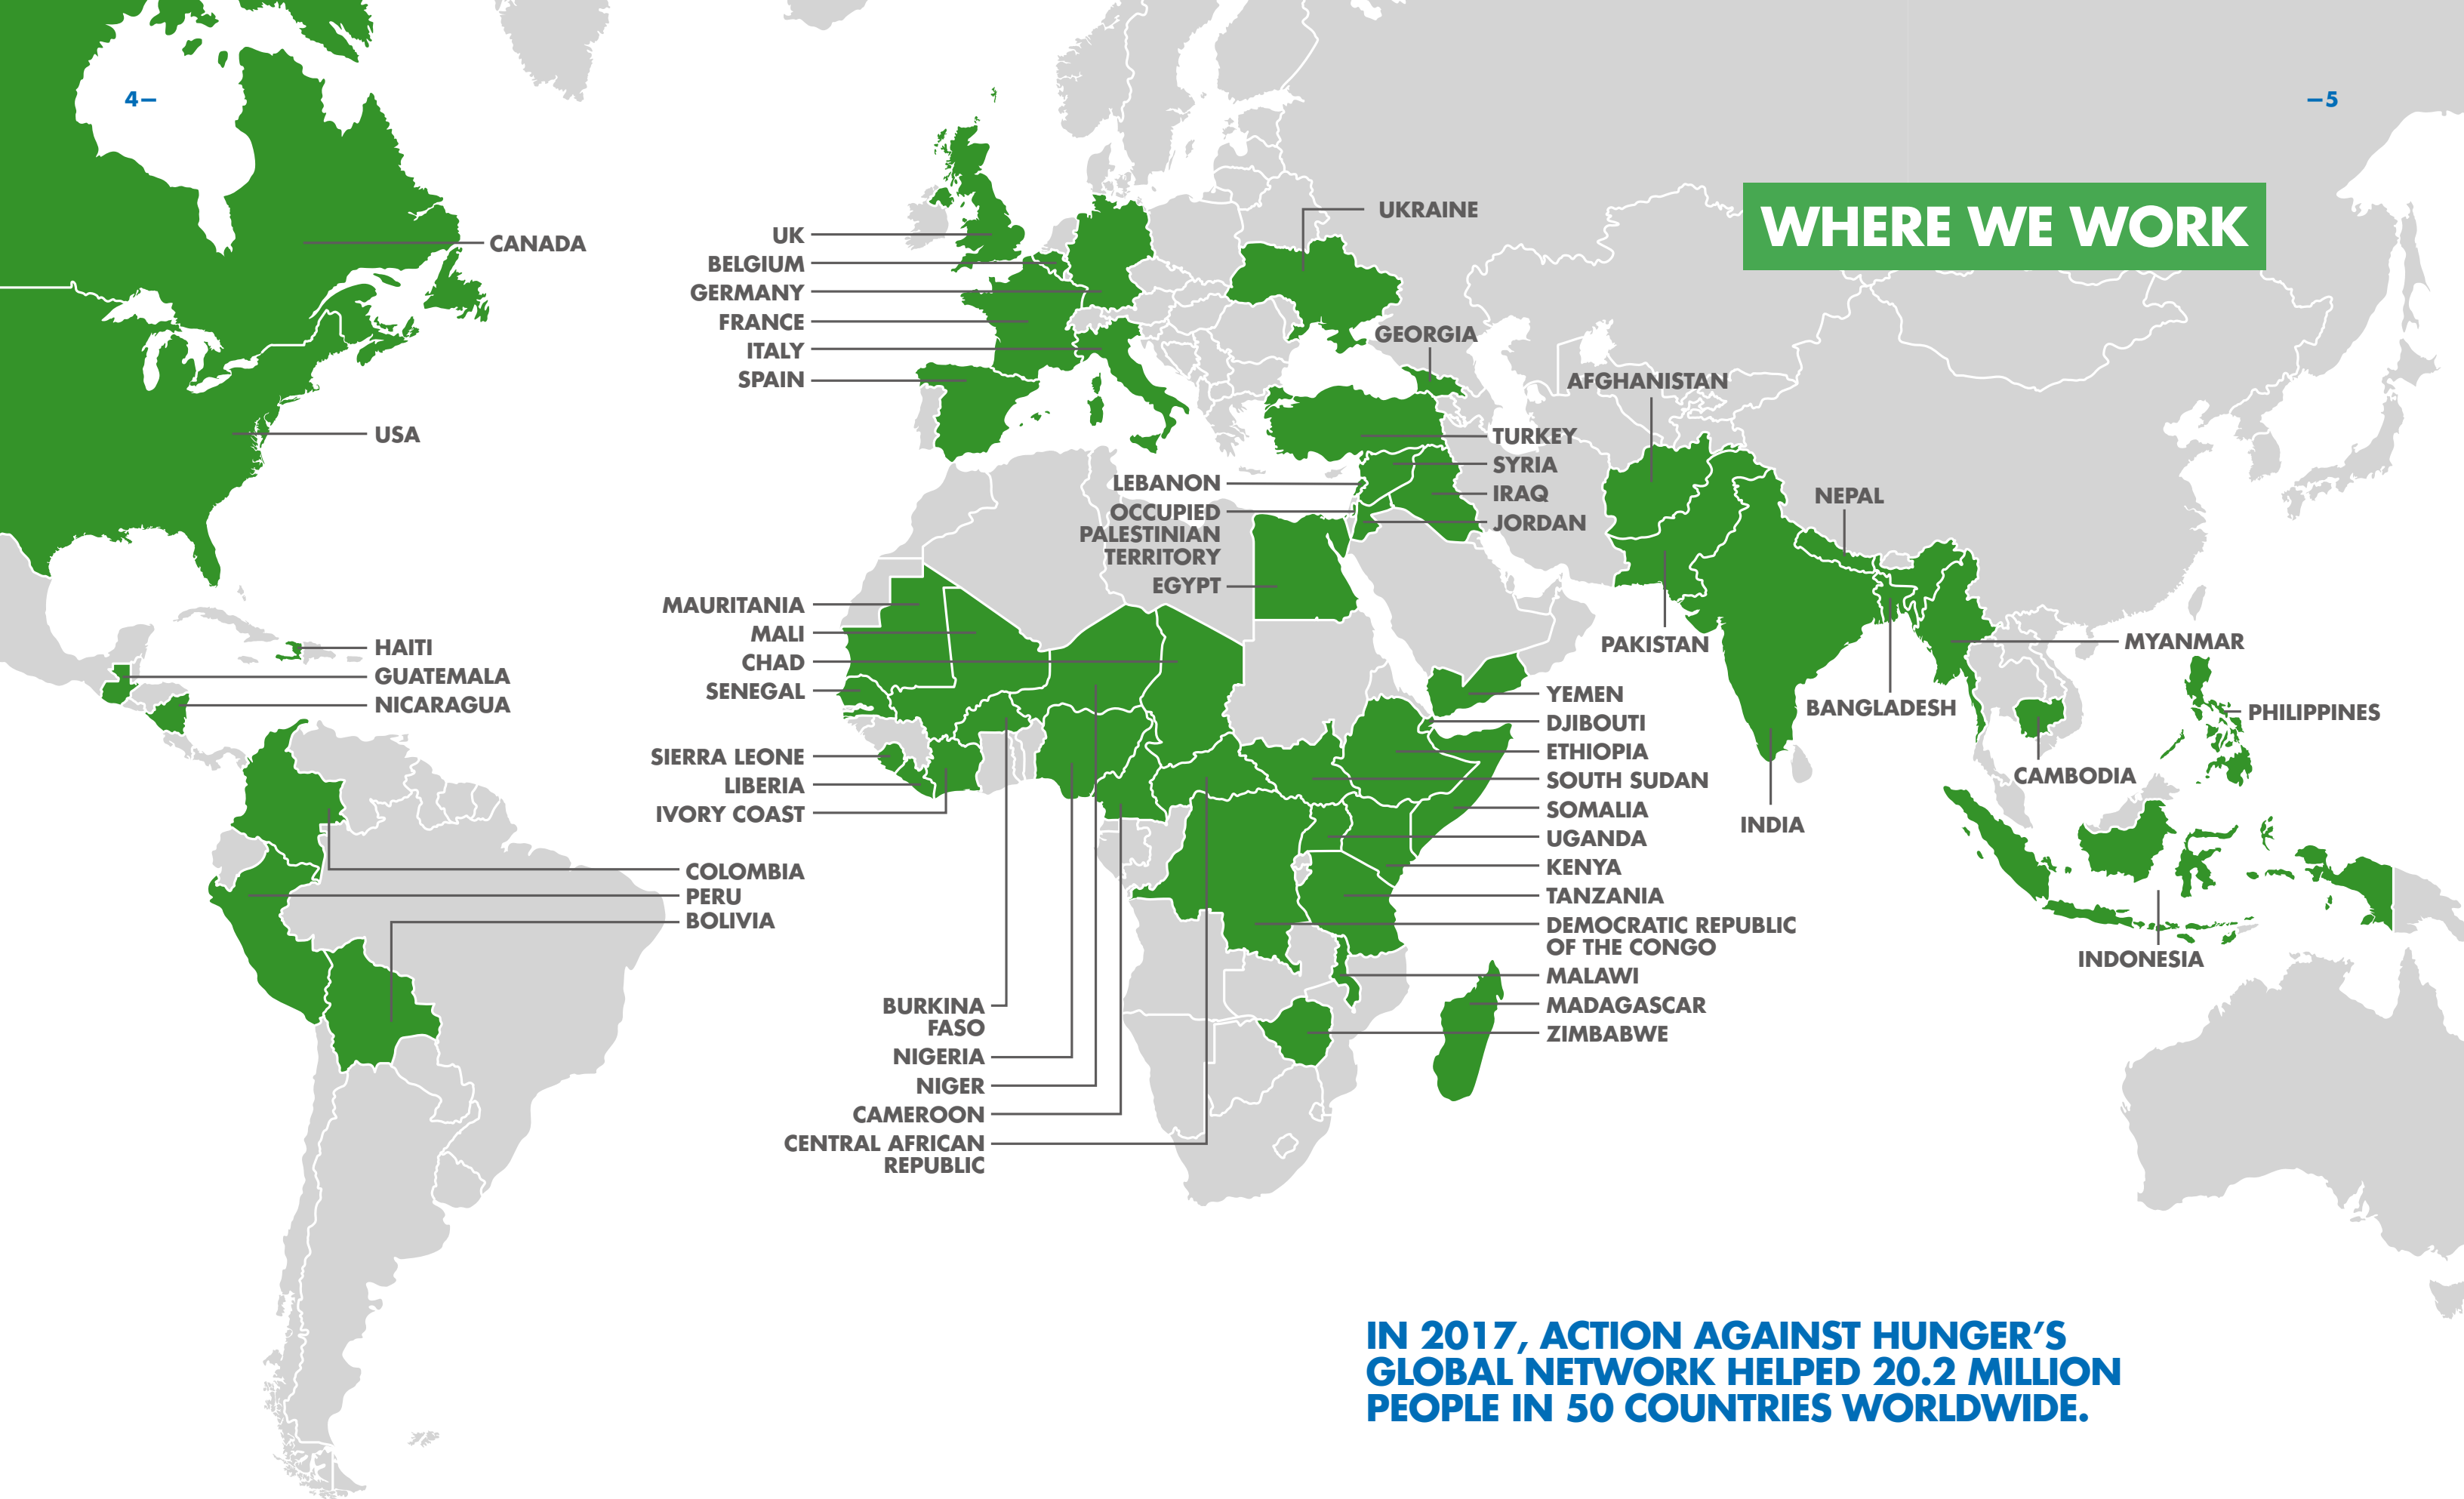 4–
–5
WHERE WE WORK
CANADA
USA
HAITI
GUATEMALA
NICARAGUA
COLOMBIA
PERU
BOLIVIA
UK
BELGIUM
GERMANY
FRANCE
ITALY
SPAIN
UKRAINE
GEORGIA
AFGHANISTAN
TURKEY
SYRIA
IRAQ
JORDAN
LEBANON
OCCUPIED
PALESTINIAN
TERRITORY
EGYPT
NEPAL
PAKISTAN
BANGLADESH
INDIA
MYANMAR
PHILIPPINES
CAMBODIA
INDONESIA
MAURITANIA
MALI
CHAD
SENEGAL
SIERRA LEONE
LIBERIA
IVORY COAST
BURKINA
FASO
NIGERIA
NIGER
CAMEROON
CENTRAL AFRICAN
REPUBLIC
YEMEN
DJIBOUTI
ETHIOPIA
SOUTH SUDAN
SOMALIA
UGANDA
KENYA
TANZANIA
DEMOCRATIC REPUBLIC
OF THE CONGO
MALAWI
MADAGASCAR
ZIMBABWE
IN 2017, ACTION AGAINST HUNGER’S
GLOBAL NETWORK HELPED 20.2 MILLION
PEOPLE IN 50 COUNTRIES WORLDWIDE.